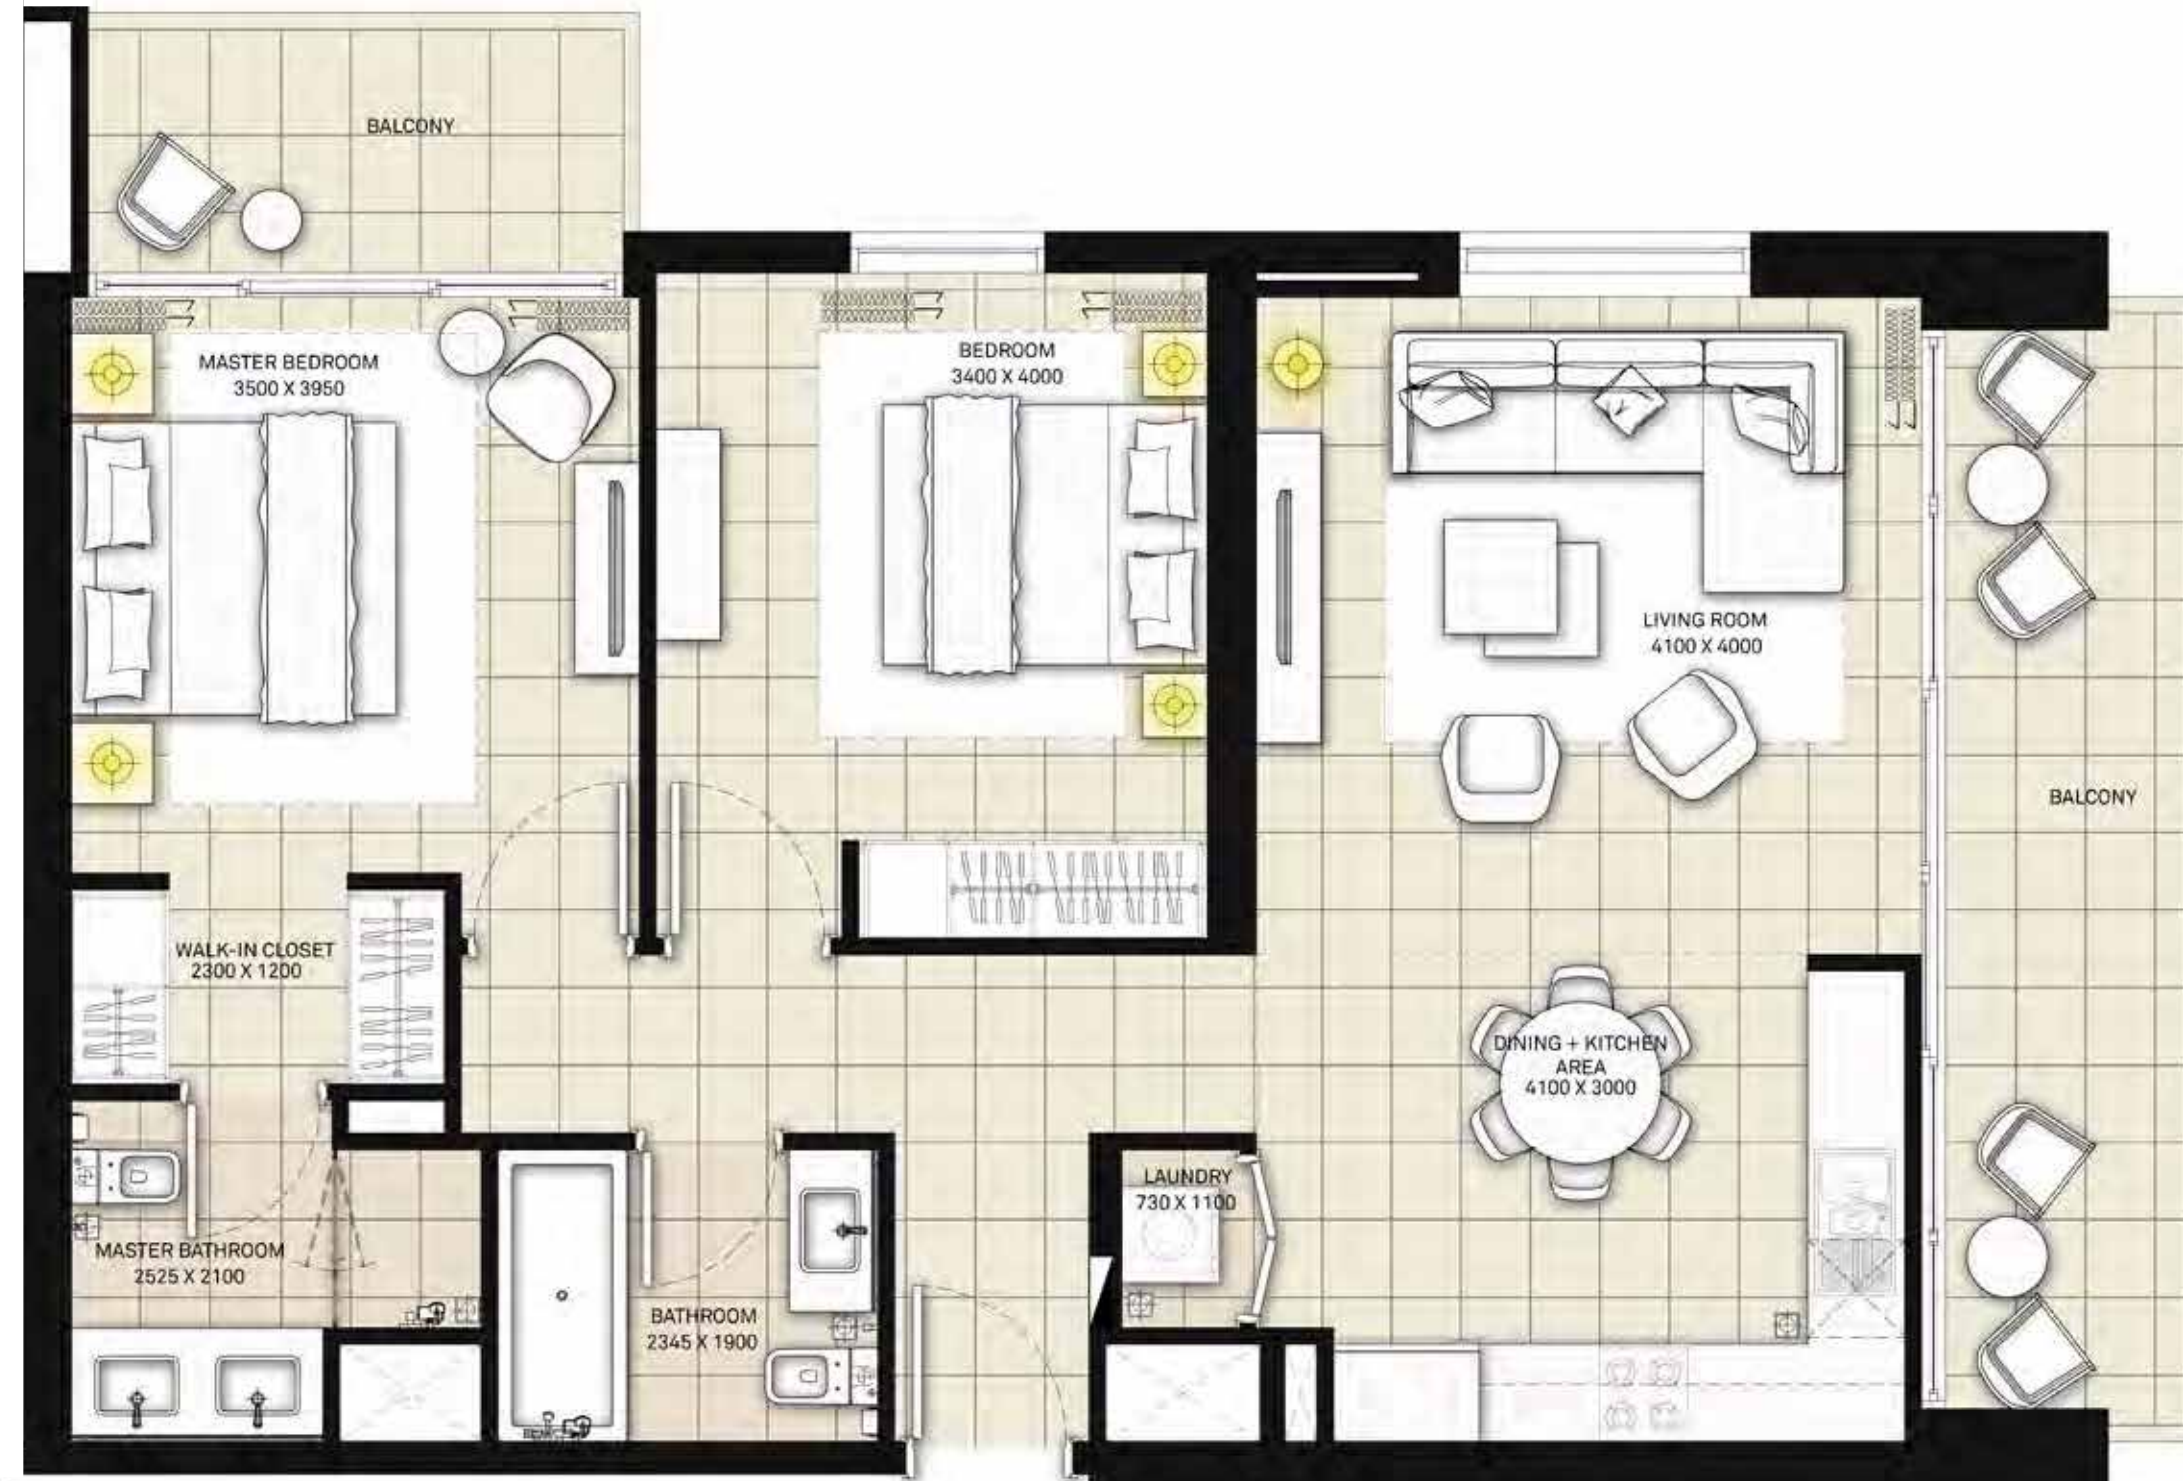 BALCONY
MASTER BEDROOM
3500 X 3950
BEDROOM
3400 X 4000
LIVING ROOM
4100 X 4000
BALCONY
WALK-IN CLOSET
2300 X 1200
DINING + KITCHEN
AREA
4100 X 3000
LAUNDRY
730 X 1100
MASTER BATHROOM
2525 X 2100
BATHROOM
2345 X 1900